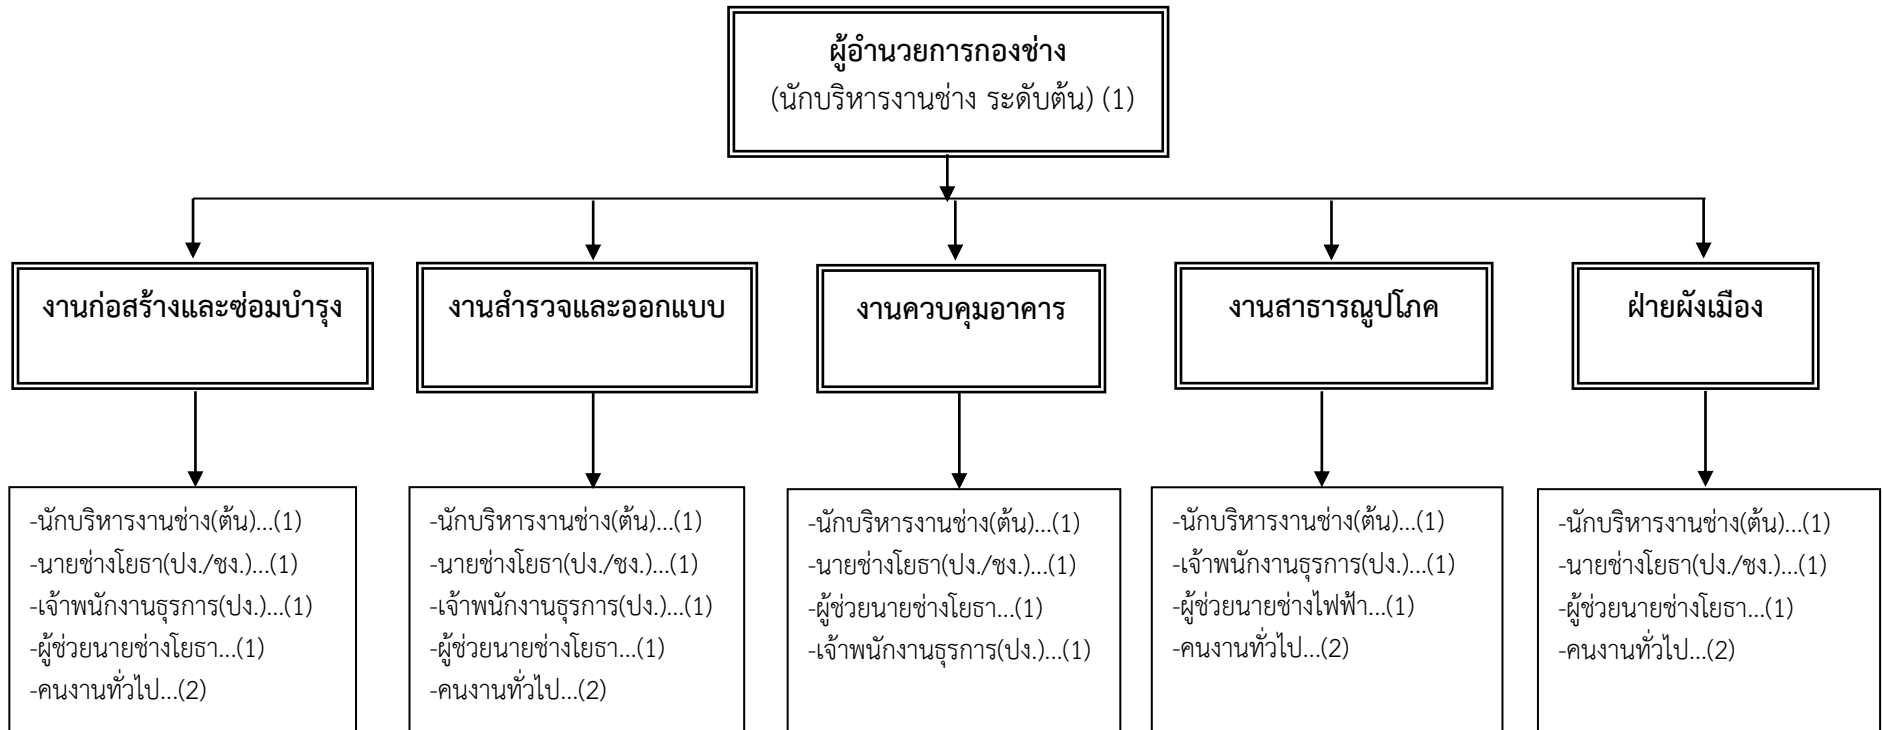 ผู้อำนวยการกองช่าง
(นักบริหารงานช่าง ระดับต้น) (1)
งานก่อสร้างและซ่อมบำรุง
งานสำรวจและออกแบบ
งานควบคุมอาคาร
งานสาธารณูปโภค
ฝ่ายผังเมือง
-นักบริหารงานช่าง(ต้น)...(1)
-นายช่างโยธา(ปง./ชง.)...(1)
-เจ้าพนักงานธุรการ(ปง.)...(1)
-ผู้ช่วยนายช่างโยธา...(1)
-คนงานทั่วไป...(2)
-นักบริหารงานช่าง(ต้น)...(1)
-นายช่างโยธา(ปง./ชง.)...(1)
-เจ้าพนักงานธุรการ(ปง.)...(1)
-ผู้ช่วยนายช่างโยธา...(1)
-คนงานทั่วไป...(2)
-นักบริหารงานช่าง(ต้น)...(1)
-นายช่างโยธา(ปง./ชง.)...(1)
-ผู้ช่วยนายช่างโยธา...(1)
-เจ้าพนักงานธุรการ(ปง.)...(1)
-นักบริหารงานช่าง(ต้น)...(1)
-เจ้าพนักงานธุรการ(ปง.)...(1)
-ผู้ช่วยนายช่างไฟฟ้า...(1)
-คนงานทั่วไป...(2)
-นักบริหารงานช่าง(ต้น)...(1)
-นายช่างโยธา(ปง./ชง.)...(1)
-ผู้ช่วยนายช่างโยธา...(1)
-คนงานทั่วไป...(2)